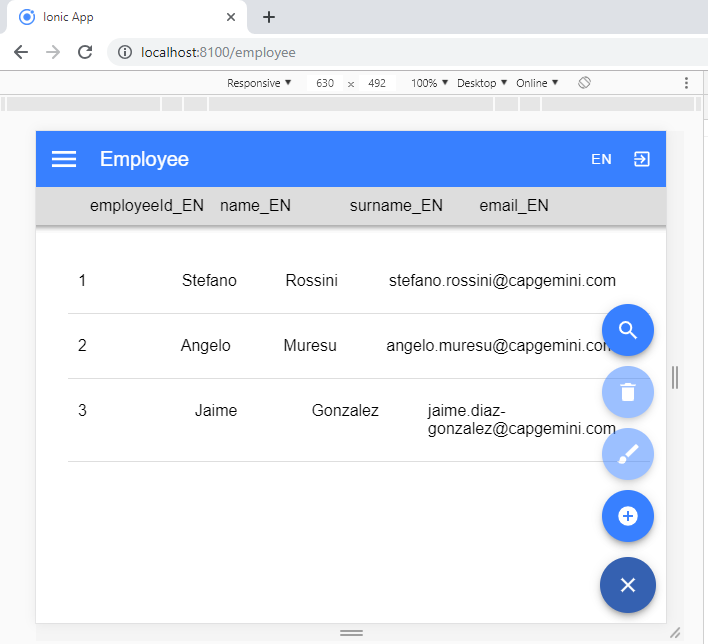 Ionic App
localhost:8100/employee
Responsive 630 x 492 100% Desktop Online
Employee EN
employeeId_EN name_EN surname_EN email_EN
1 Stefano Rossini stefano.rossini@capgemini.com
2 Angelo Muresu angelo.muresu@capgemini.com
3 Jaime Gonzalez jaime.diaz-
gonzalez@capgemini.com